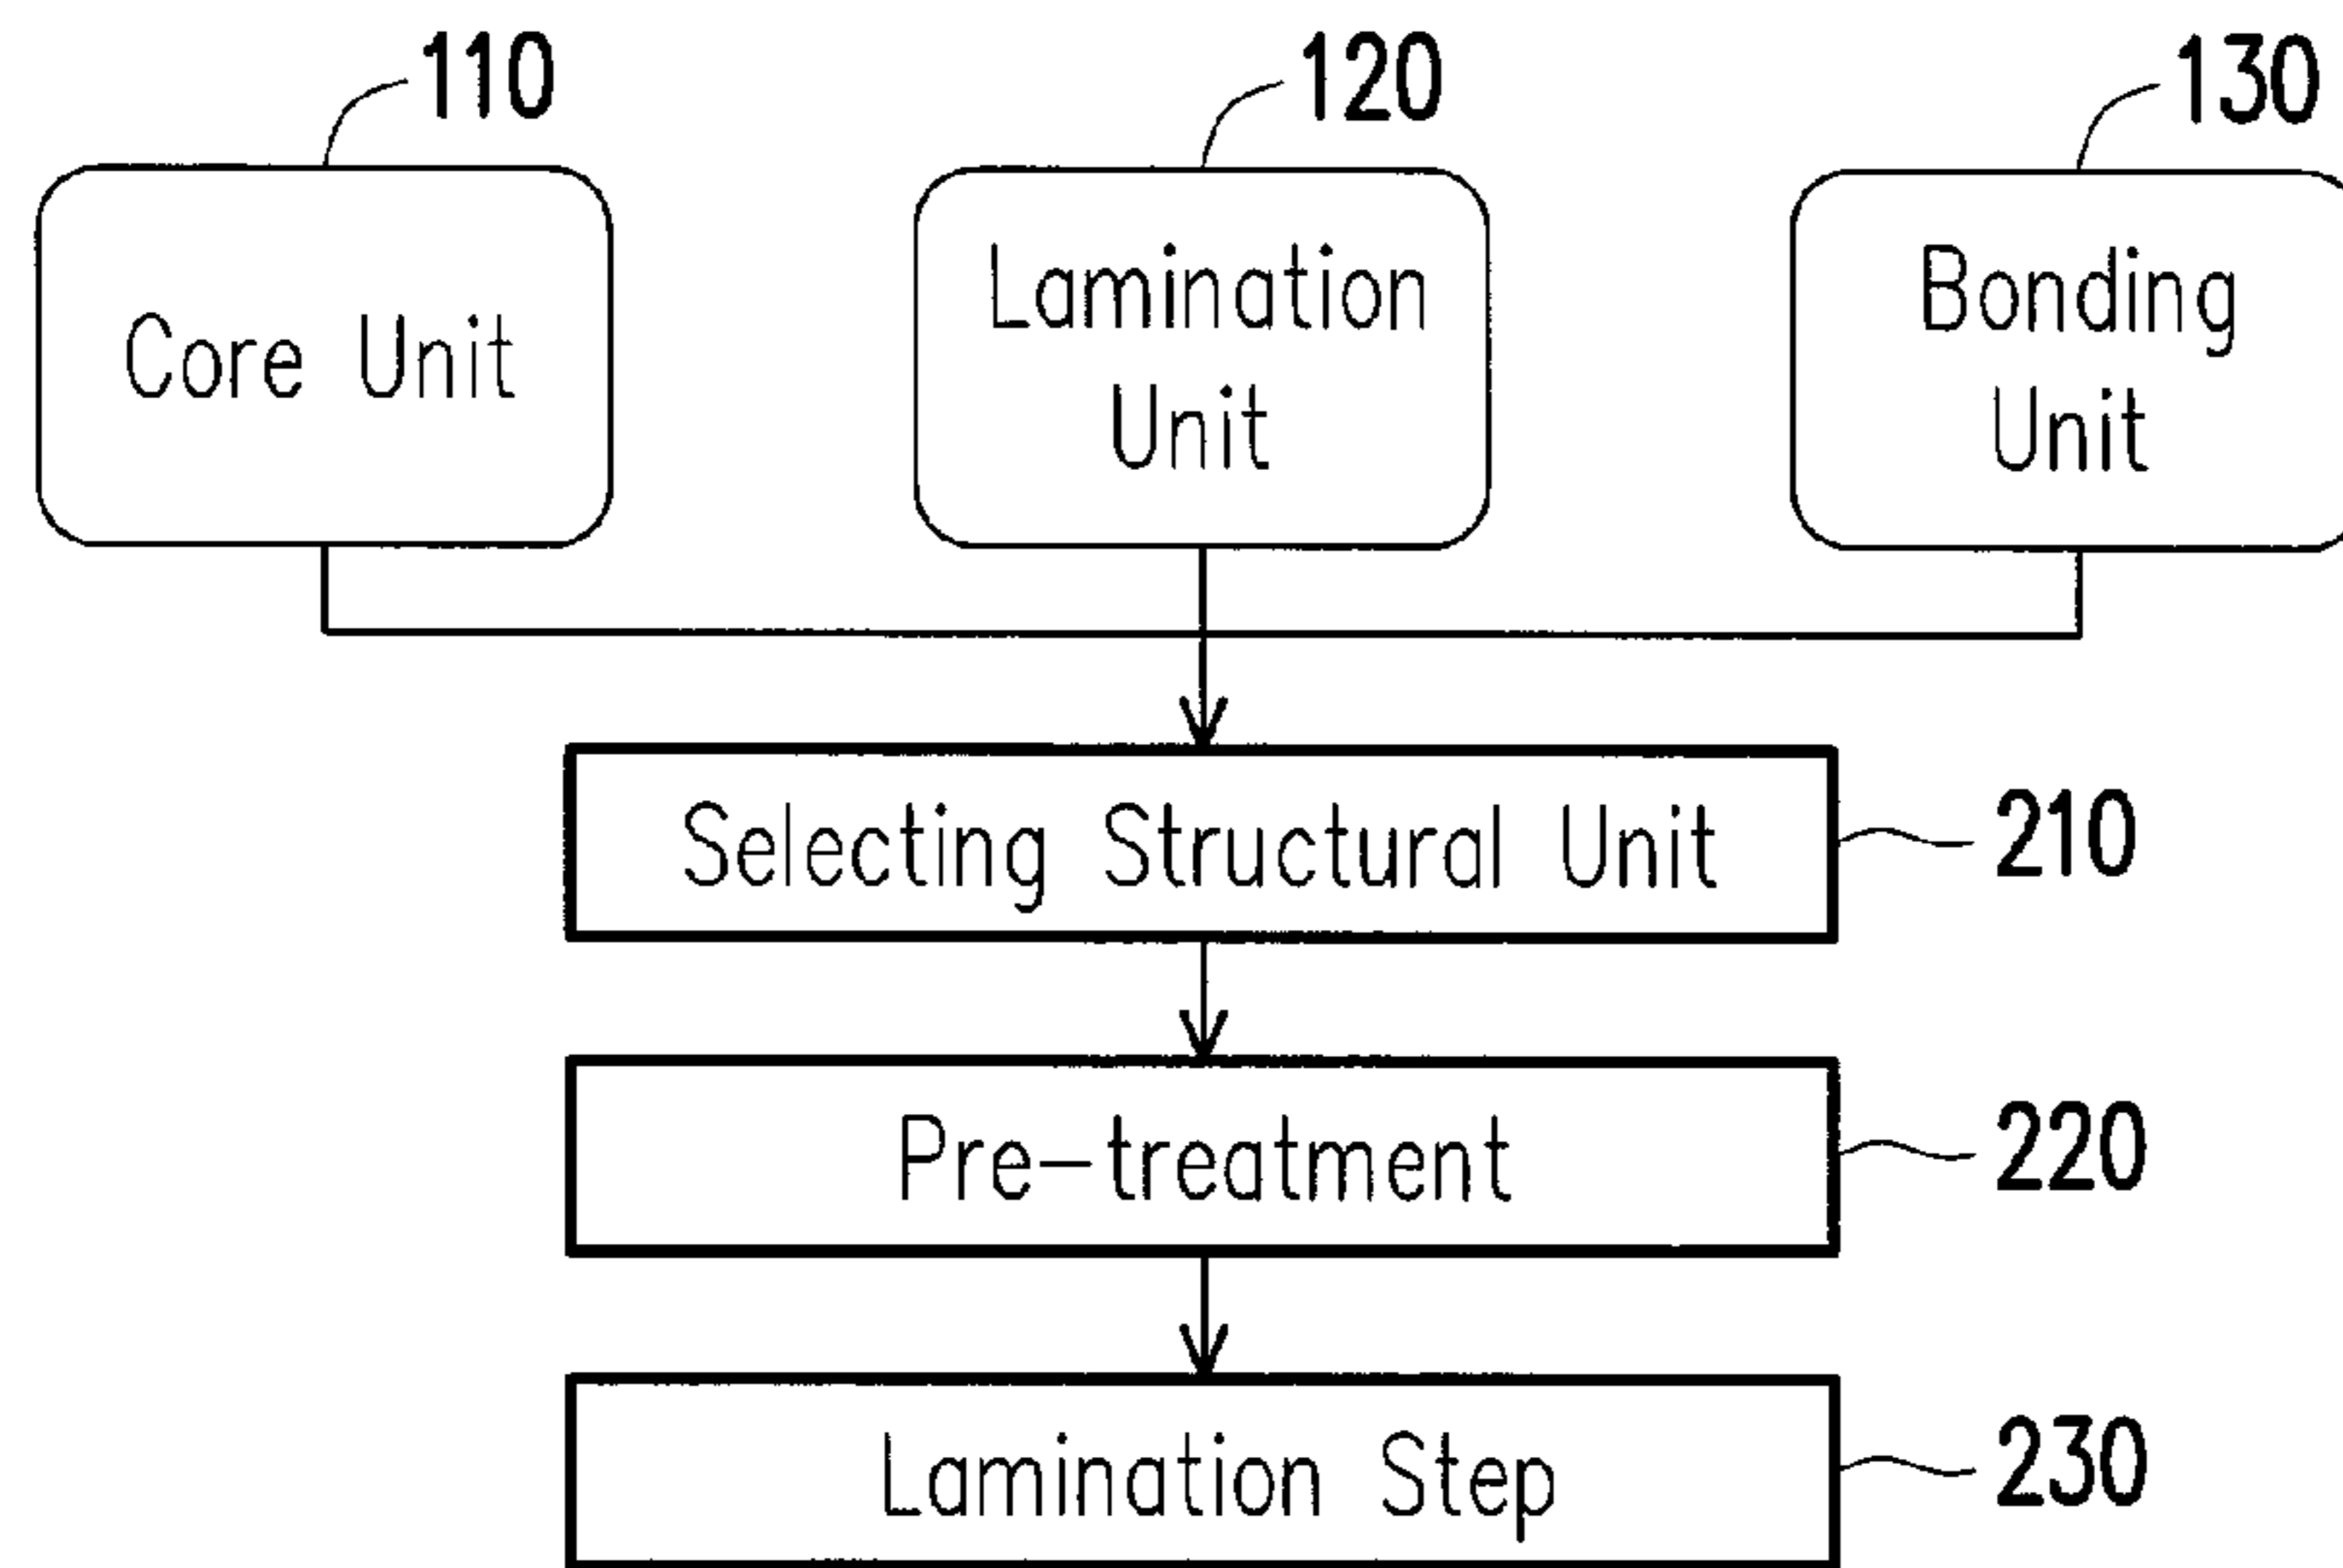 110
120
130
Core Unit
Lamination
Unit
Bonding
Unit
Selecting Structural Unit
210
Pre-treatment
220
Lamination Step
230